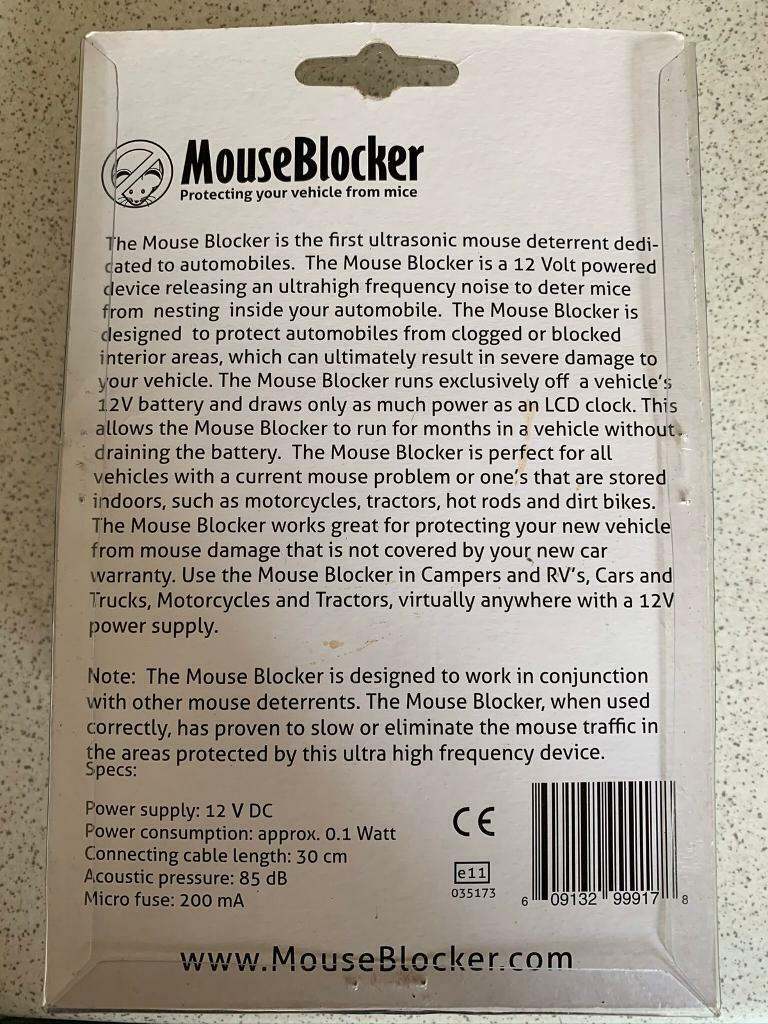 MouseBlocker
Protecting your vehicle from mice
The Mouse Blocker is the first ultrasonic mouse deterrent dedi-
cated to automobiles. The Mouse Blocker is a 12 Volt powered
device releasing an ultrahigh frequency noise to deter mice
from nesting inside your automobile. The Mouse Blocker is
designed to protect automobiles from clogged or blocked
interior areas, which can ultimately result in severe damage to
your vehicle. The Mouse Blocker runs exclusively off a vehicle's
12V battery and draws only as much power as an LCD clock. This
allows the Mouse Blocker to run for months in a vehicle without
draining the battery. The Mouse Blocker is perfect for all
vehicles with a current mouse problem or one's that are stored
indoors, such as motorcycles, tractors, hot rods and dirt bikes.
The Mouse Blocker works great for protecting your new vehicle
from mouse damage that is not covered by your new car
warranty. Use the Mouse Blocker in Campers and RV's, Cars and
Trucks, Motorcycles and Tractors, virtually anywhere with a 12V
power supply.
Note: The Mouse Blocker is designed to work in conjunction
with other mouse deterrents. The Mouse Blocker, when used
correctly, has proven to slow or eliminate the mouse traffic in
the areas protected by this ultra high frequency device.
Specs:
Power supply: 12 V DC
Power consumption: approx. 0.1 Watt
Connecting cable length: 30 cm
Acoustic pressure: 85 dB
Micro fuse: 200 mA
CE
e11
035173
6 09132 99917 8
www.MouseBlocker.com